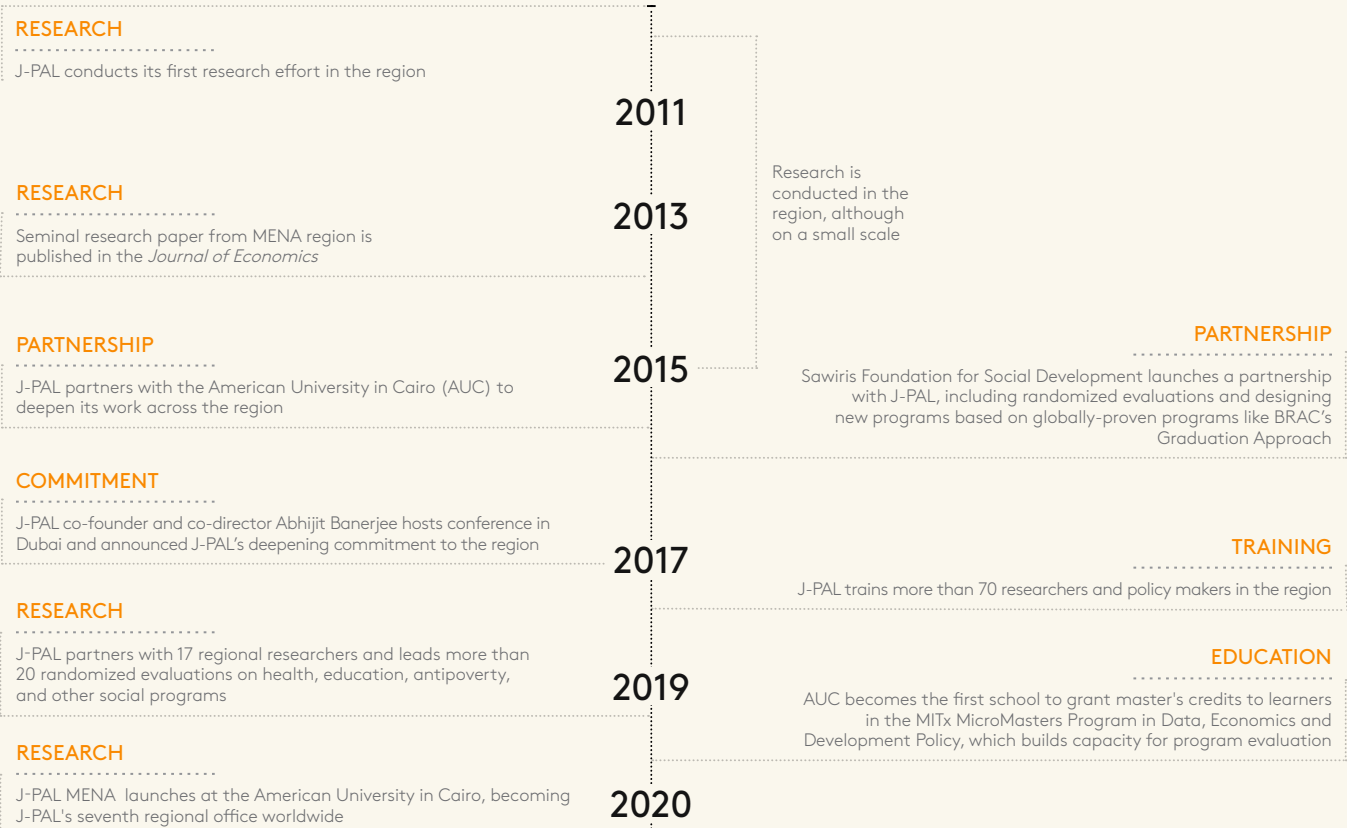 RESEARCH
J-PAL conducts its first research effort in the region
2011
RESEARCH
Seminal research paper from MENA region is
published in the Journal of Economics
2013
Research is
conducted in the
region, although
on a small scale
PARTNERSHIP
J-PAL partners with the American University in Cairo (AUC) to
deepen its work across the region
2015
PARTNERSHIP
Sawiris Foundation for Social Development launches a partnership
with J-PAL, including randomized evaluations and designing
new programs based on globally-proven programs like BRAC's
Graduation Approach
COMMITMENT
J-PAL co-founder and co-director Abhijit Banerjee hosts conference in
Dubai and announced J-PAL's deepening commitment to the region
2017
TRAINING
J-PAL trains more than 70 researchers and policy makers in the region
RESEARCH
J-PAL partners with 17 regional researchers and leads more than
20 randomized evaluations on health, education, antipoverty,
and other social programs
2019
EDUCATION
AUC becomes the first school to grant master's credits to learners
in the MITx MicroMasters Program in Data, Economics and
Development Policy, which builds capacity for program evaluation
RESEARCH
J-PAL MENA launches at the American University in Cairo, becoming
J-PAL's seventh regional office worldwide
2020